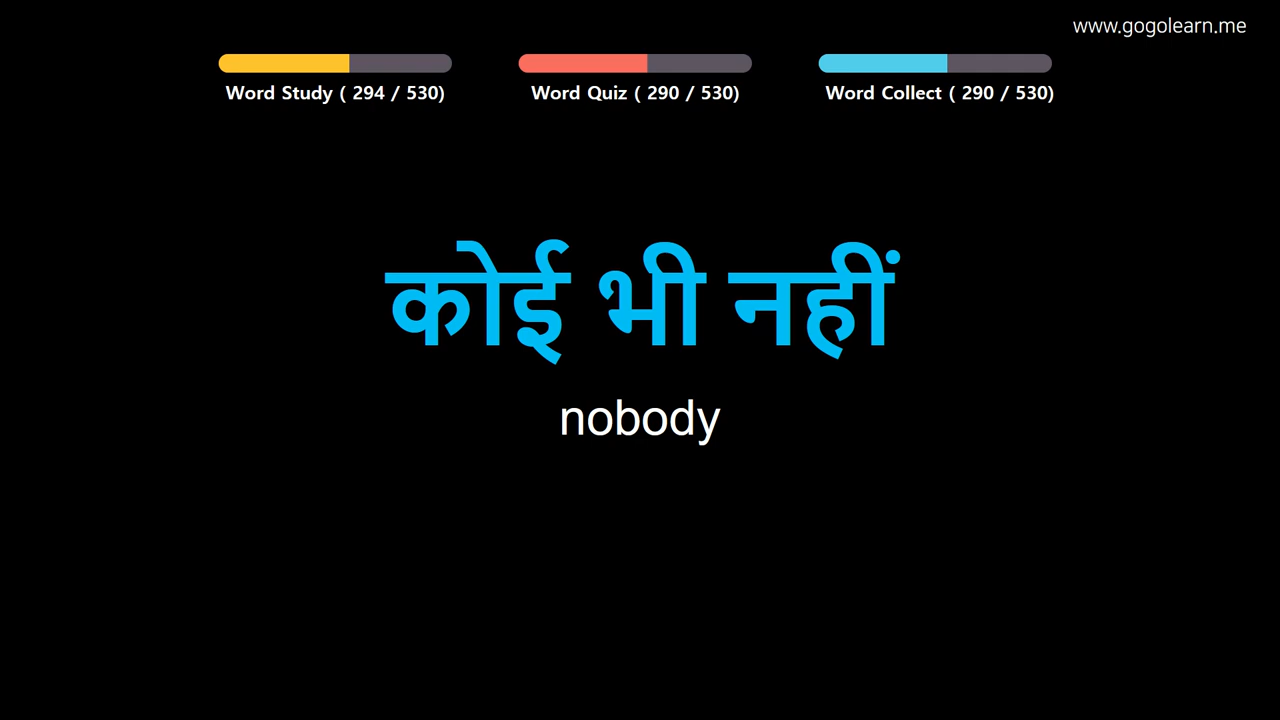 www.gogolearn.me
Word Study ( 294 / 530)
Word Quiz ( 290 / 530)
Word Collect ( 290 / 530)
कोई भी नहीं
nobody